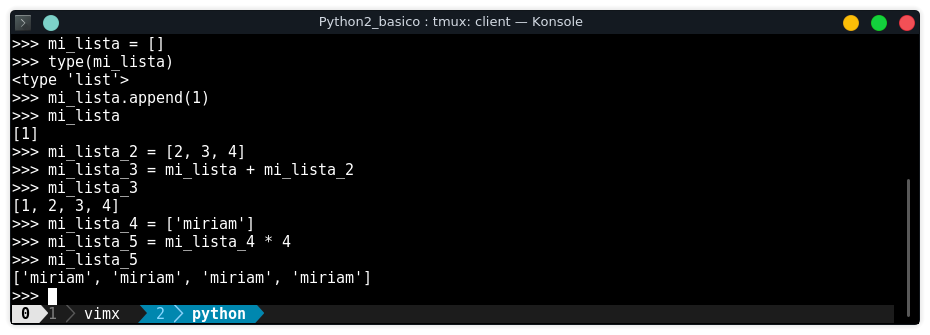 Python2_basico : tmux: client — Konsole
>>> mi_lista = []
>>> type(mi_lista)
<type 'list'>
>>> mi_lista.append(1)
>>> mi_lista
[1]
>>> mi_lista_2 = [2, 3, 4]
>>> mi_lista_3 = mi_lista + mi_lista_2
>>> mi_lista_3
[1, 2, 3, 4]
>>> mi_lista_4 = ['miriam']
>>> mi_lista_5 = mi_lista_4 * 4
>>> mi_lista_5
['miriam', 'miriam', 'miriam', 'miriam']
>>>
0 1 vimx 2 python